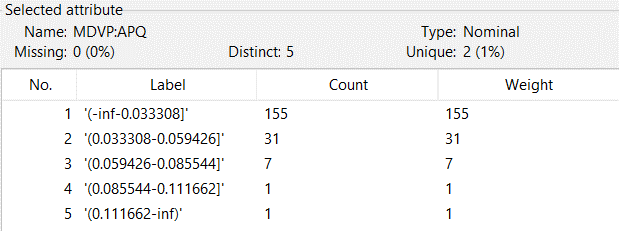 Selected attribute
Name: MDVP:APQ Type: Nominal
Missing: 0 (0%) Distinct: 5 Unique: 2 (1%)
No. Label Count Weight
1 '(-inf-0.033308]' 155 155
2 '(0.033308-0.059426]' 31 31
3 '(0.059426-0.085544]' 7 7
4 '(0.085544-0.111662]' 1 1
5 '(0.111662-inf)' 1 1